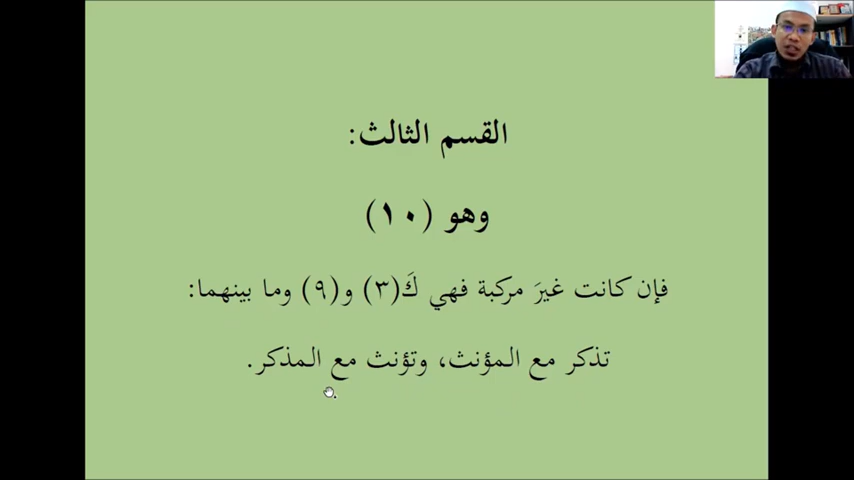 القسم الثالث:
وهو (١٠)
فإن كانت غيرَ مركبة فهي كَ(٣) و(٩) وما بينهما:
تذكر مع المؤنث، وتؤنث مع المذكر.